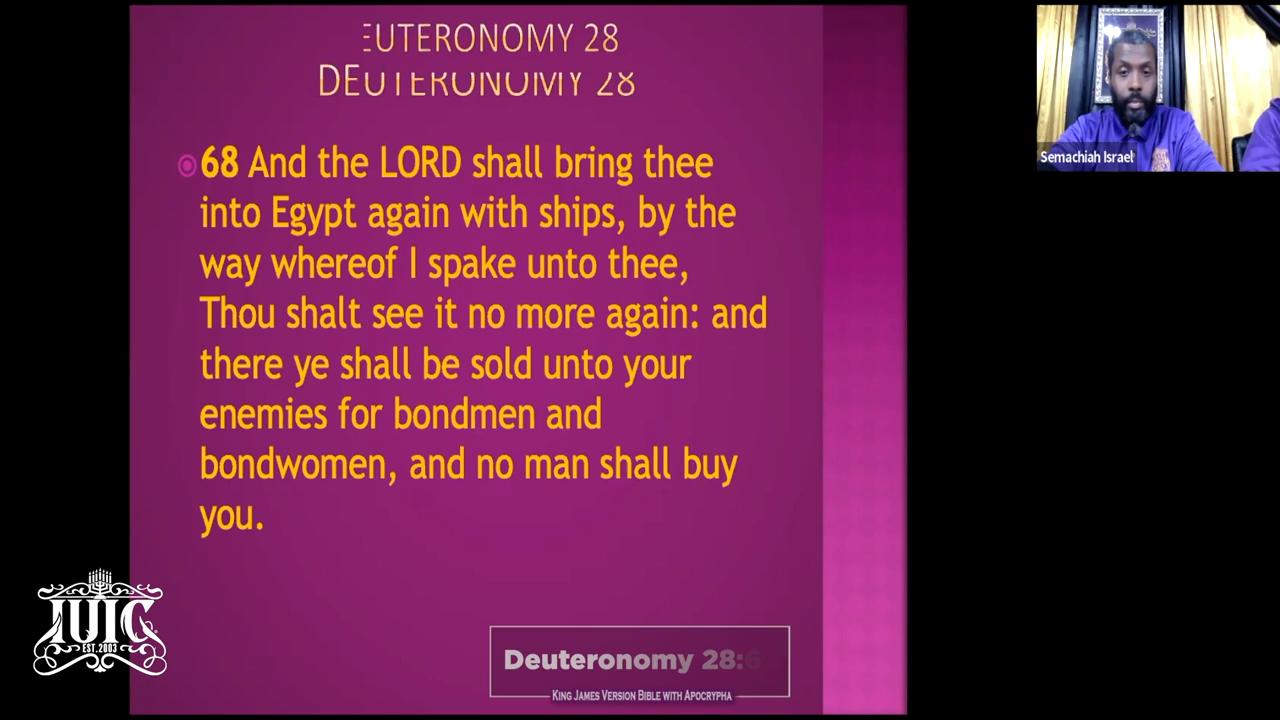 EUTERONOMY 28
DEUTERONOMY 28
68 And the LORD shall bring thee
into Egypt again with ships, by the
way whereof I spake unto thee,
Thou shalt see it no more again: and
there ye shall be sold unto your
enemies for bondmen and
bondwomen, and no man shall buy
you.
Semachiah Israel
IUIC
EST. 2003
Deuteronomy 28:6
KING JAMES VERSION BIBLE WITH APOCRYPHA